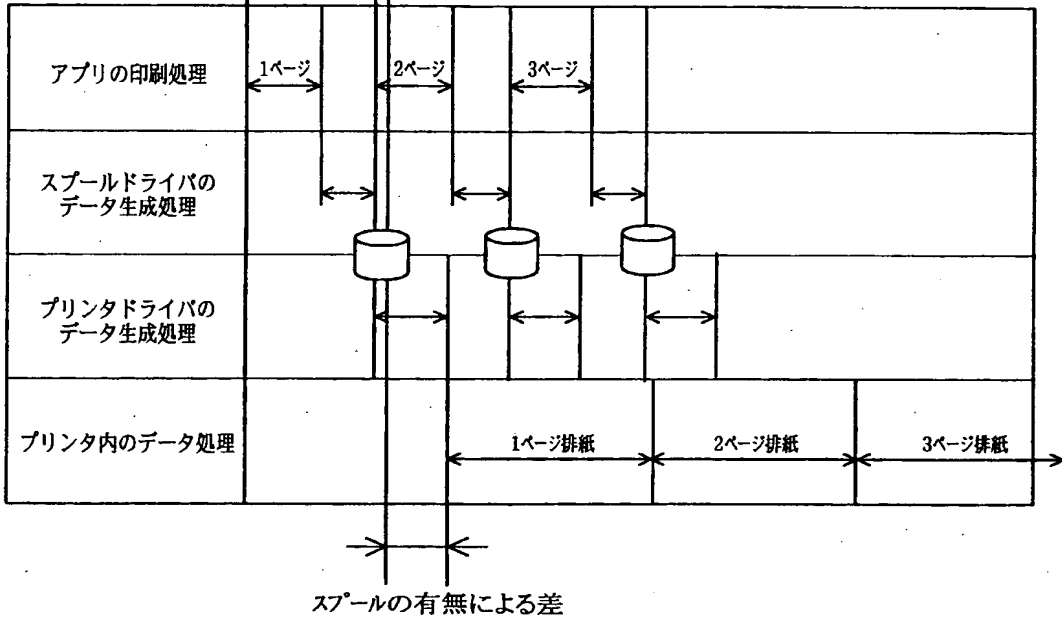 アプリの印刷処理
1ページ
2ページ
3ページ
スプールドライバの
データ生成処理
プリンタドライバの
データ生成処理
プリンタ内のデータ処理
1ページ排紙
2ページ排紙
3ページ排紙
スプールの有無による差